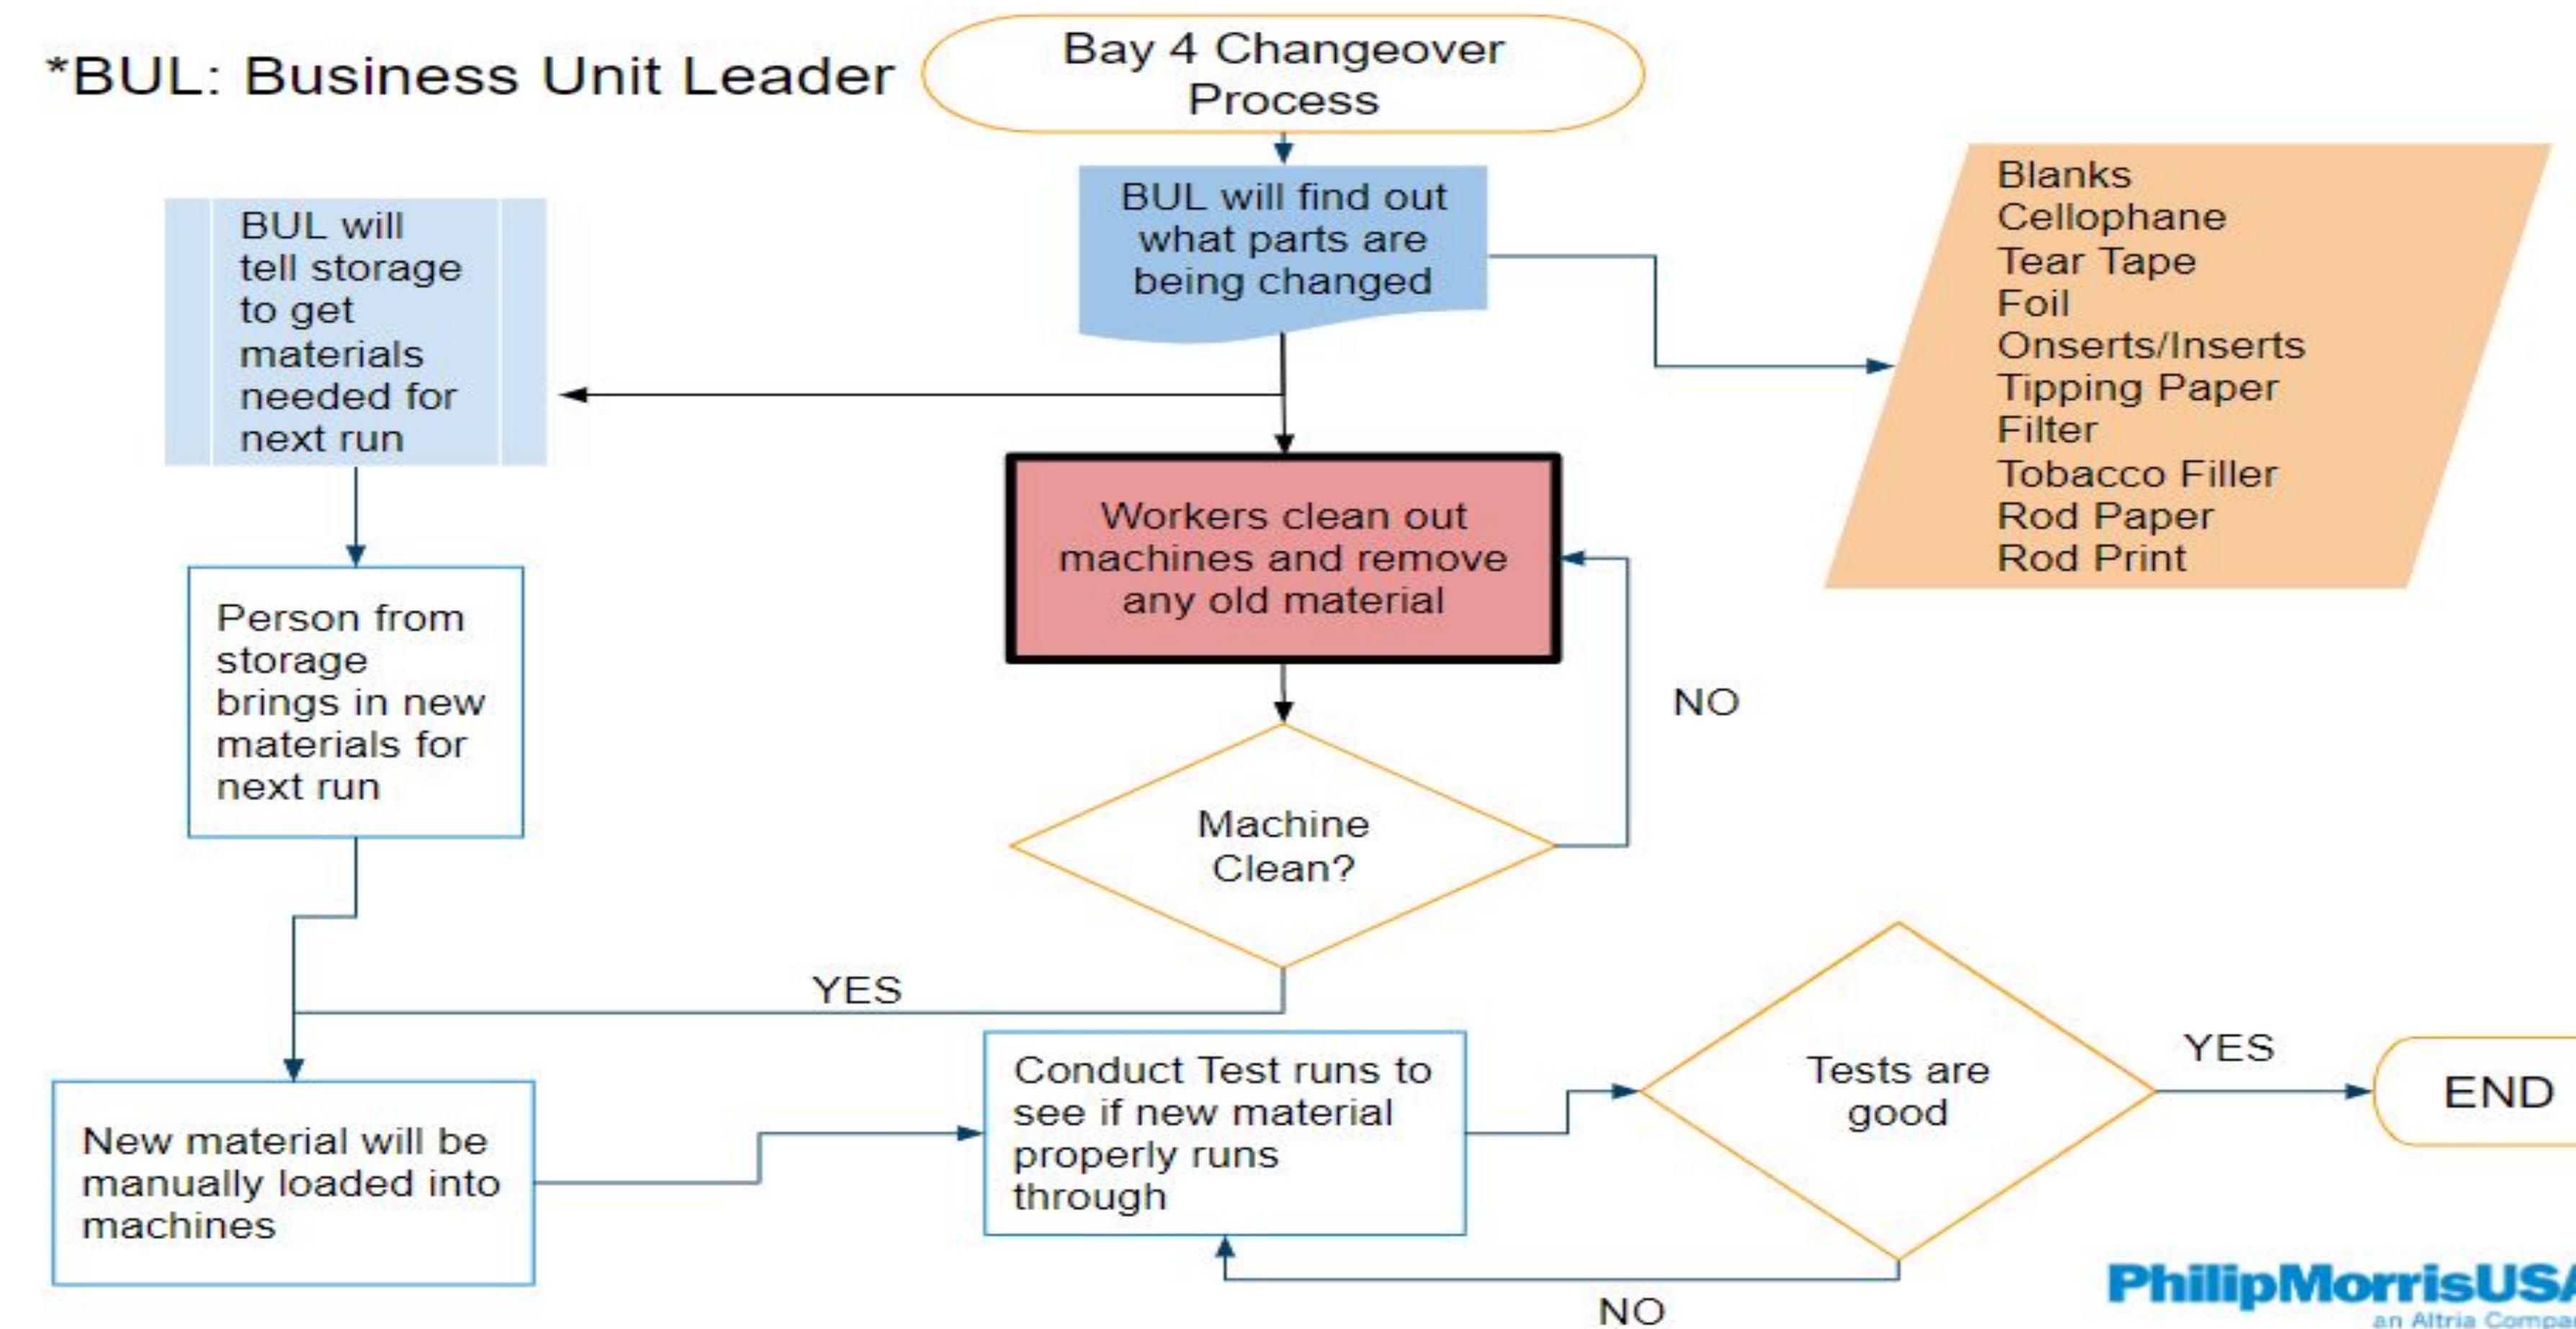 *BUL: Business Unit Leader
Bay 4 Changeover
Process
BUL will find out
what parts are
being changed
Blanks
Cellophane
Tear Tape
Foil
Onserts/Inserts
Tipping Paper
Filter
Tobacco Filler
Rod Paper
Rod Print
BUL will
tell storage
to get
materials
needed for
next run
Workers clean out
machines and remove
any old material
Person from
storage
brings in new
materials for
next run
NO
Machine
Clean?
YES
New material will be
manually loaded into
machines
Conduct Test runs to
see if new material
properly runs
through
Tests are
good
YES
END
NO
PhilipMorrisUSA
an Altria